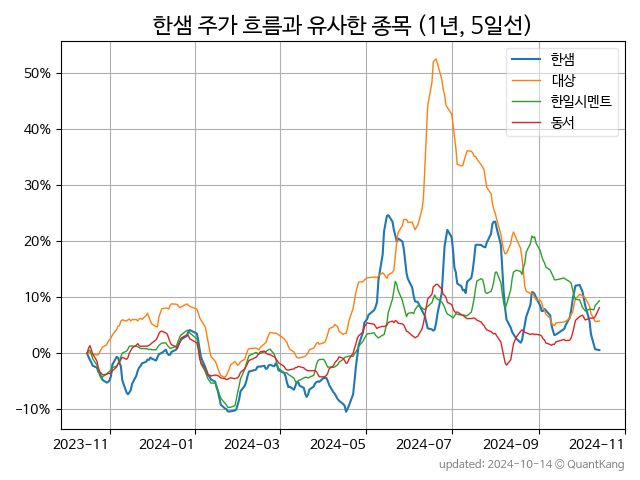 한샘 주가 흐름과 유사한 종목 (1년, 5일선)
한샘
대상
한일시멘트
동서
50%
40%
30%
20%
10%
0%
-10%
2023-11
2024-01
2024-03
2024-05
2024-07
2024-09
2024-11
updated: 2024-10-14 © QuantKang